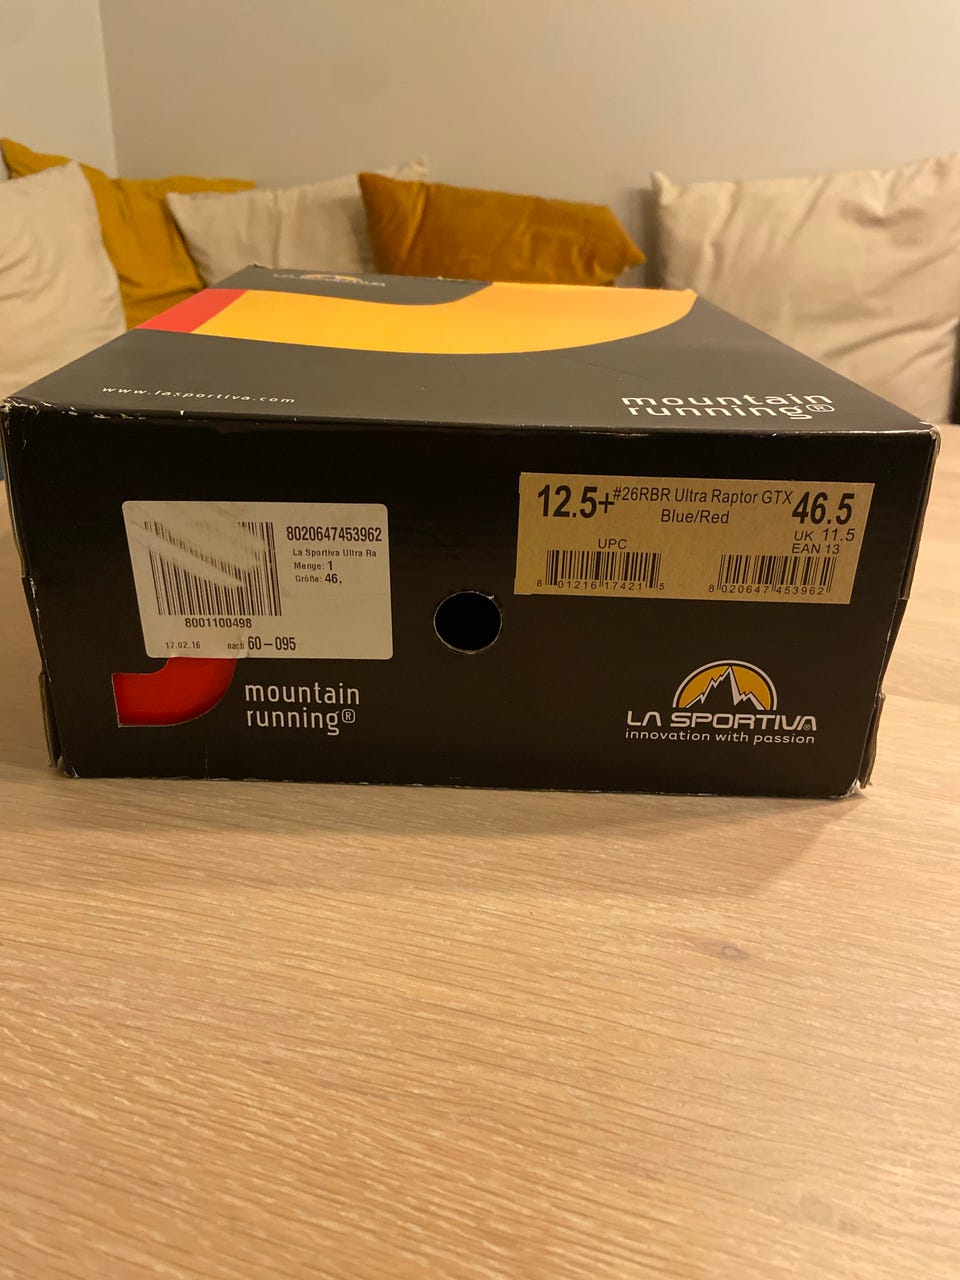 LA SPORTIVA
www.lasportiva.com
mountain
running®
8020647453962
La Sportiva Ultra Ra
Menge: 1
Größe: 46,
8001100498
17.02.16 nach 60-095
12.5+ #26RBR Ultra Raptor GTX 46.5
Blue/Red
UK 11.5
UPC EAN 13
8 01216 17421 5 8 020647 453962
mountain
running®
LA SPORTIVA®
innovation with passion